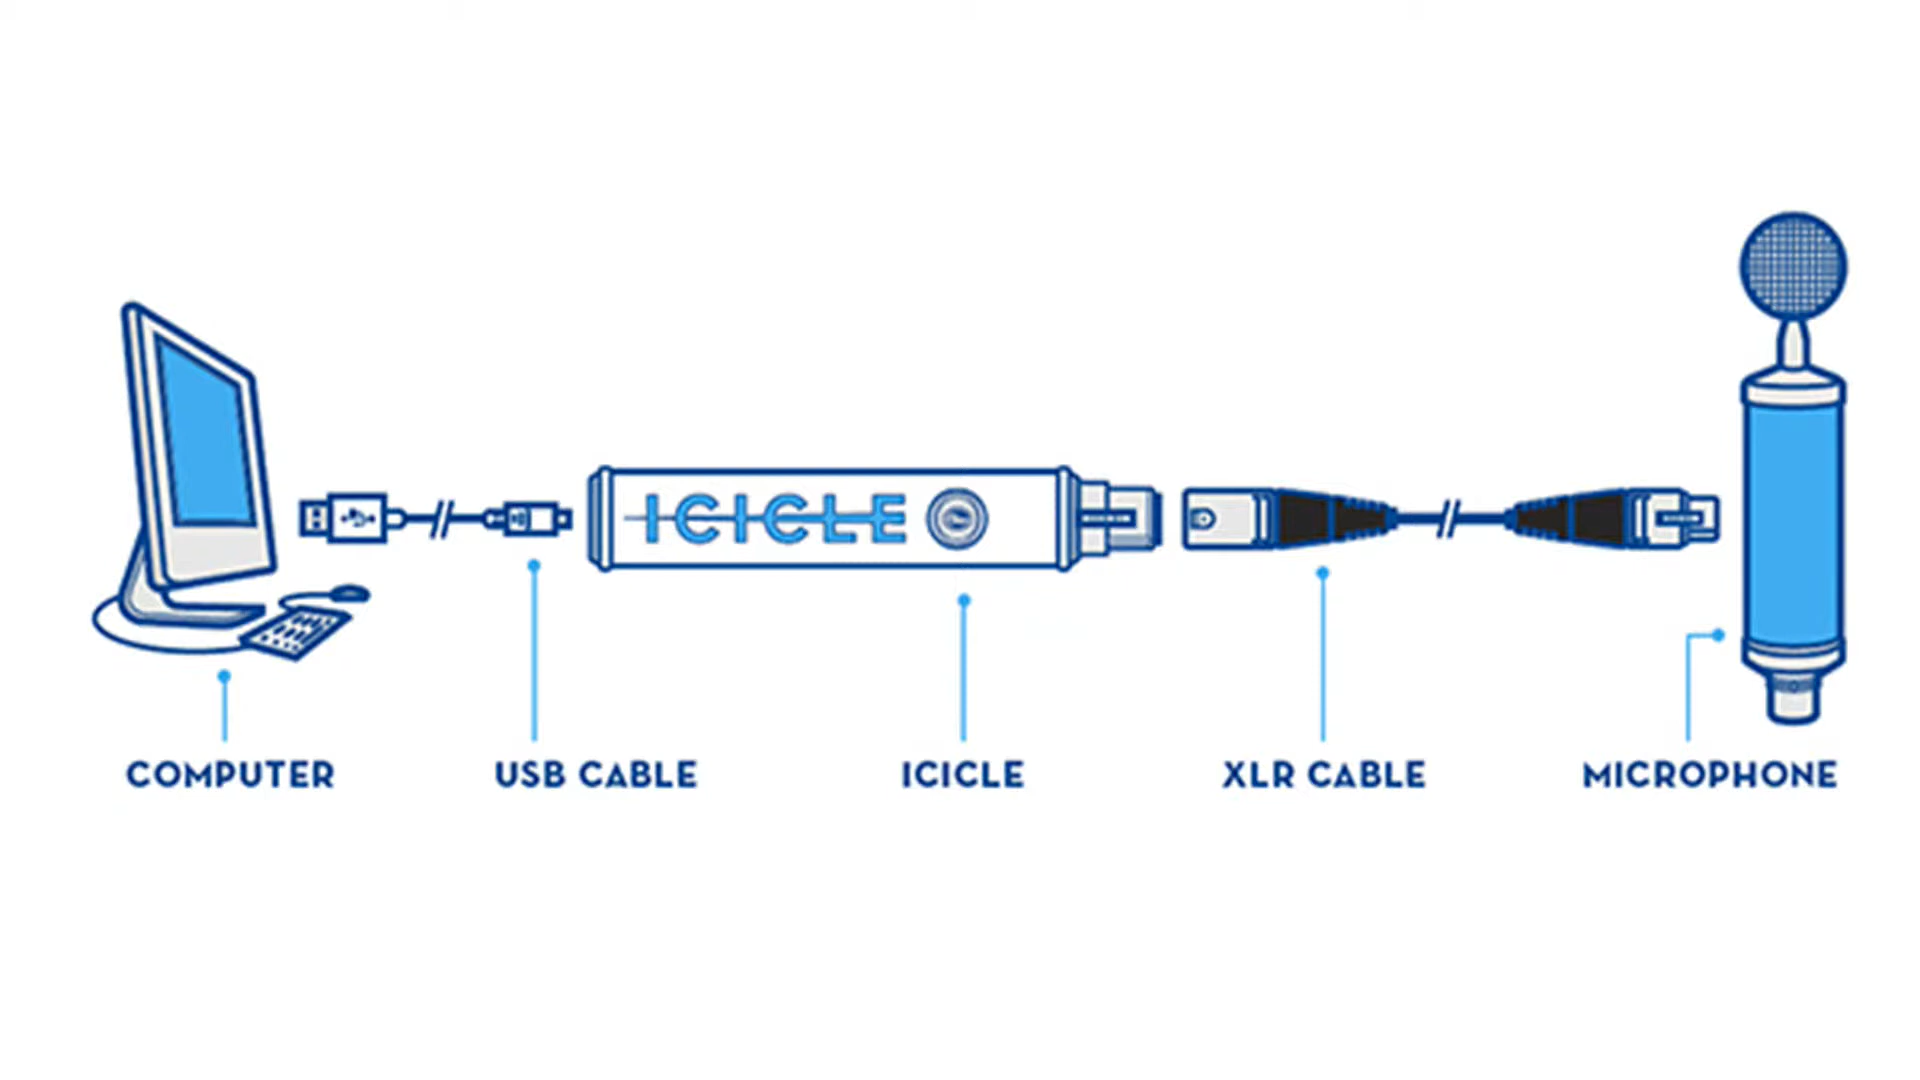 ICICLE
COMPUTER
USB CABLE
ICICLE
XLR CABLE
MICROPHONE